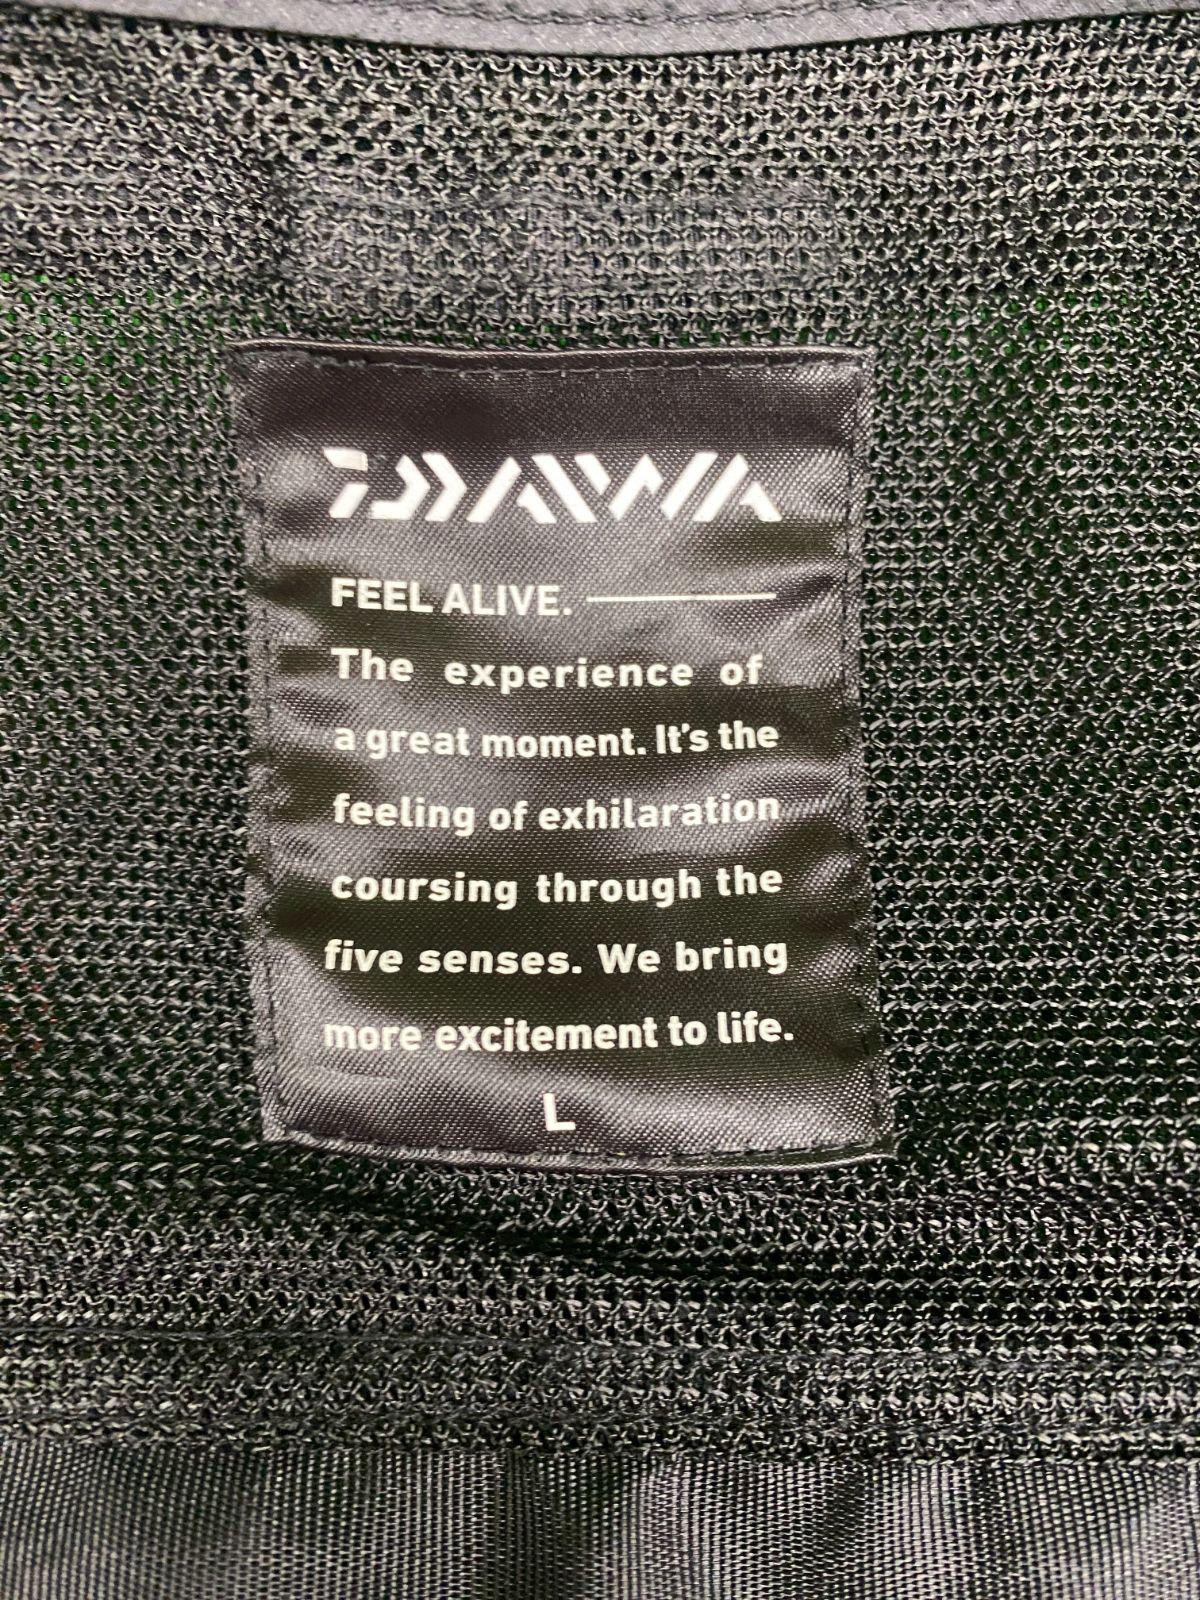 DAIWA
FEEL ALIVE.
The experience of
a great moment. It's the
feeling of exhilaration
coursing through the
five senses. We bring
more excitement to life.
L